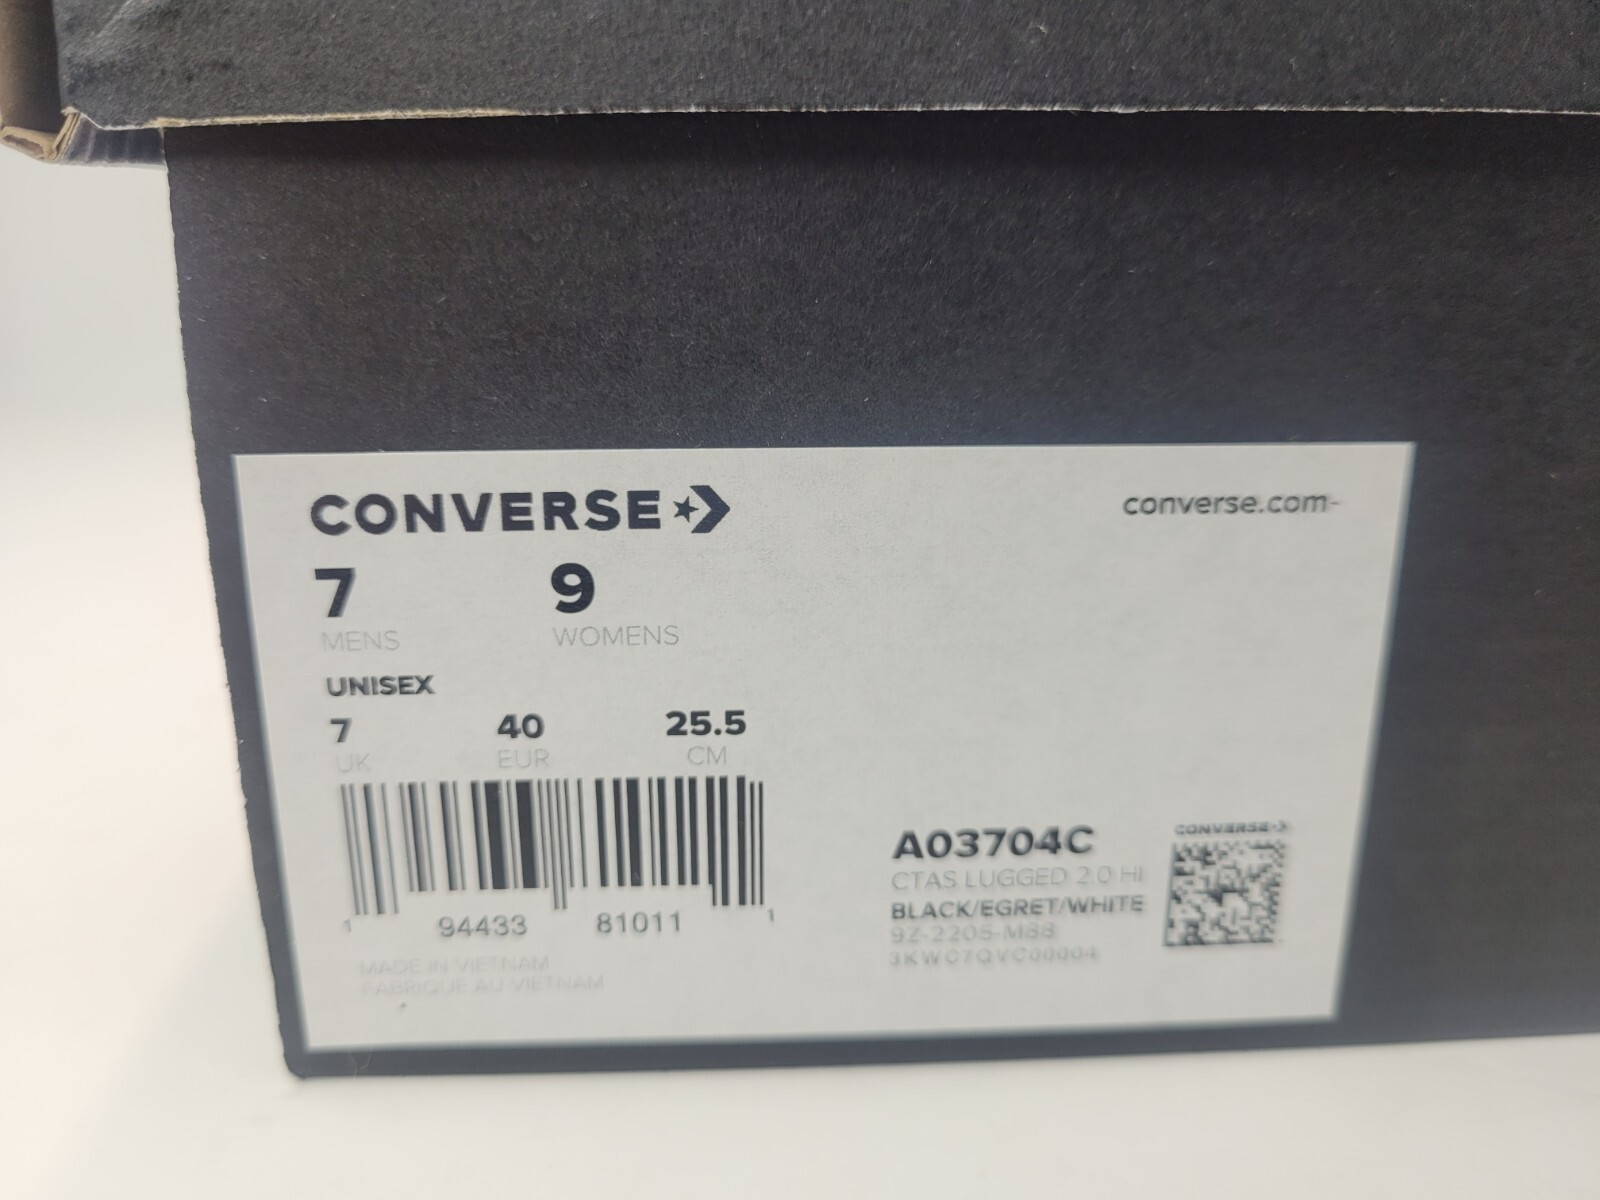 CONVERSE
converse.com
7 9
MENS WOMENS
UNISEX
7 40 25.5
UK EUR CM
1 94433 81011 1
MADE IN VIETNAM
FABRIQUE AU VIETNAM
CONVERSE
A03704C
CTAS LUGGED 2.0 HI
BLACK/EGRET/WHITE
9Z-2205-M88
3KWC7QVC00004